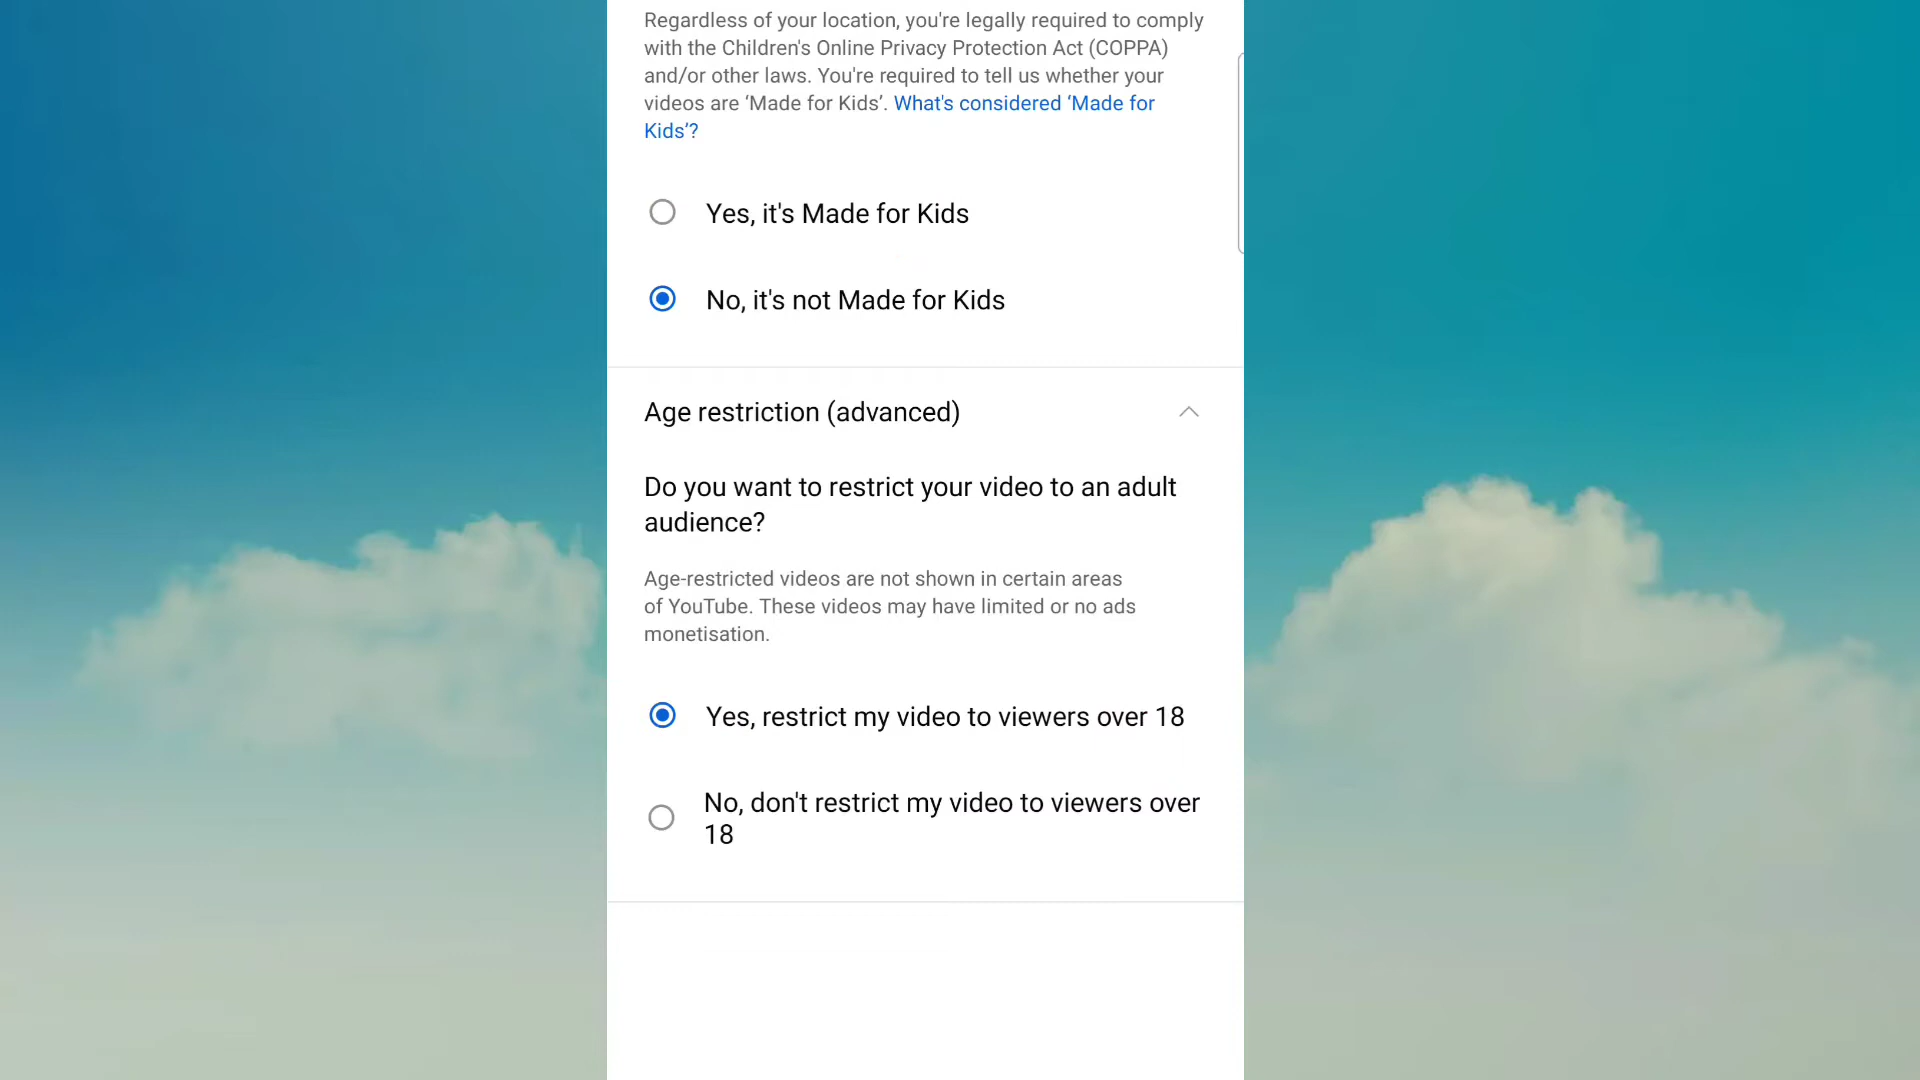 Regardless of your location, you're legally required to comply
with the Children's Online Privacy Protection Act (COPPA)
and/or other laws. You're required to tell us whether your
videos are ‘Made for Kids’. What's considered ‘Made for
Kids’?
Yes, it's Made for Kids
No, it's not Made for Kids
Age restriction (advanced)
Do you want to restrict your video to an adult
audience?
Age-restricted videos are not shown in certain areas
of YouTube. These videos may have limited or no ads
monetisation.
Yes, restrict my video to viewers over 18
No, don't restrict my video to viewers over
18